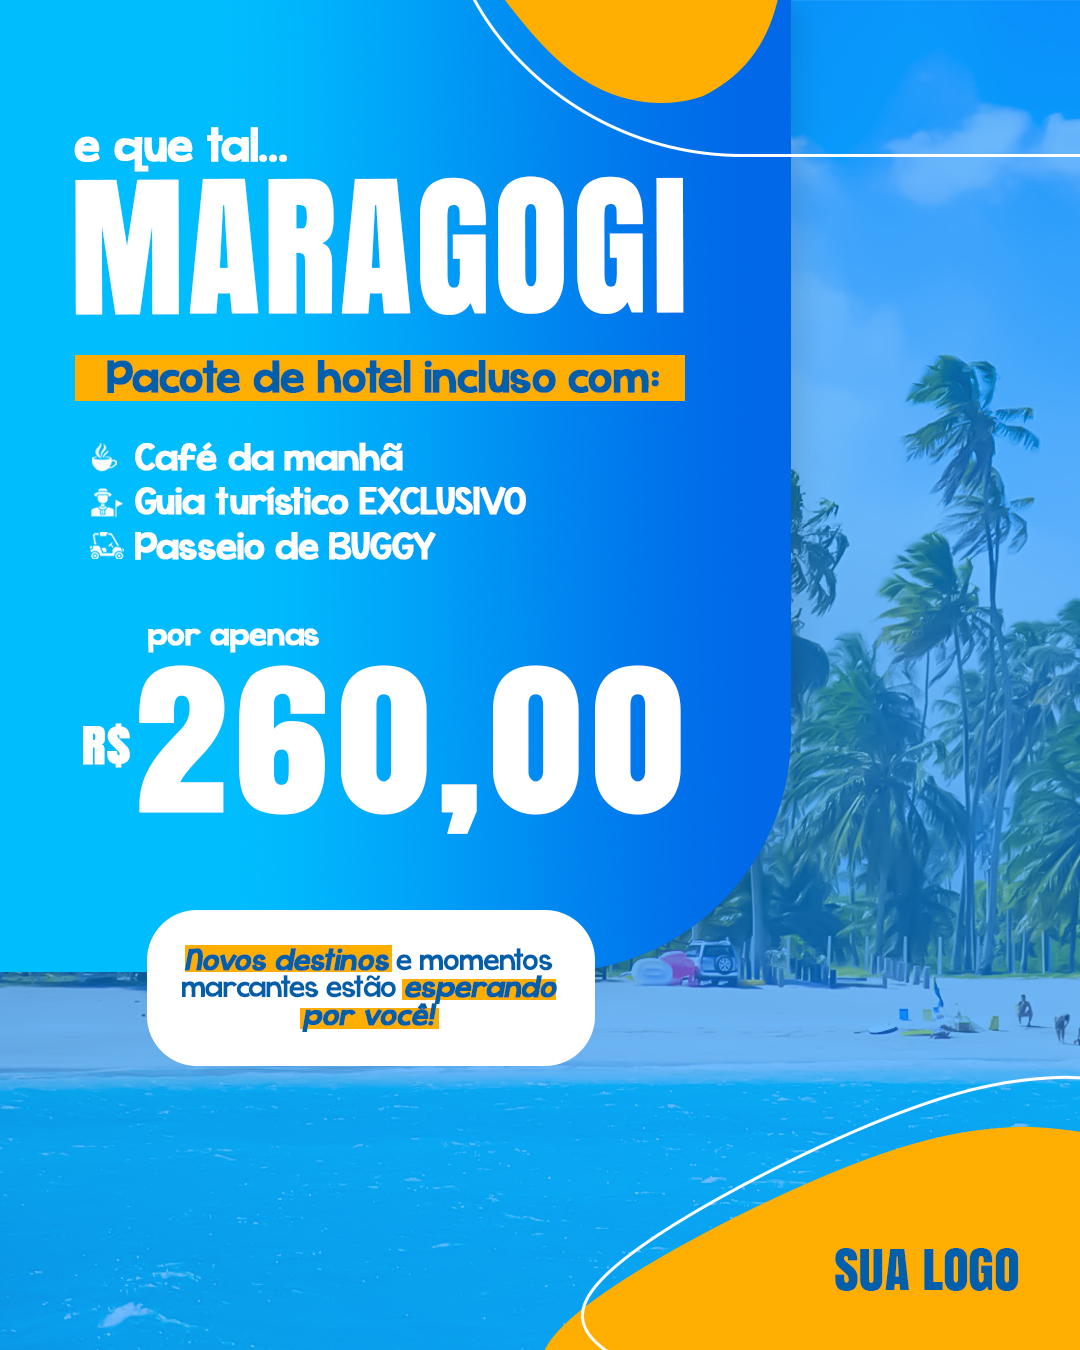 e que tal...
MARAGOGI
Pacote de hotel incluso com:
Café da manhã
Guia turístico EXCLUSIVO
Passeio de BUGGY
por apenas
R$ 260,00
Novos destinos e momentos
marcantes estão esperando
por você!
SUA LOGO